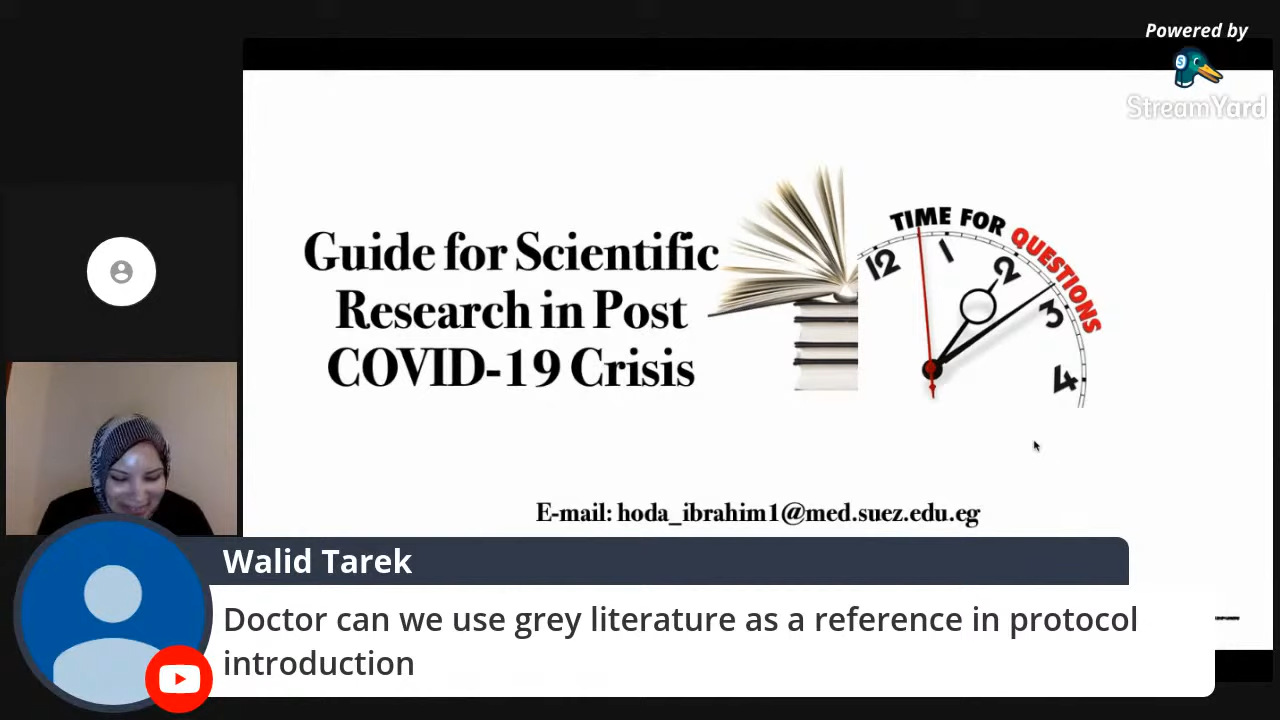 Powered by
StreamYard
Guide for Scientific
Research in Post
COVID-19 Crisis
TIME FOR QUESTIONS
12
1
2
3
4
E-mail: hoda_ibrahim1@med.suez.edu.eg
Walid Tarek
Doctor can we use grey literature as a reference in protocol
introduction